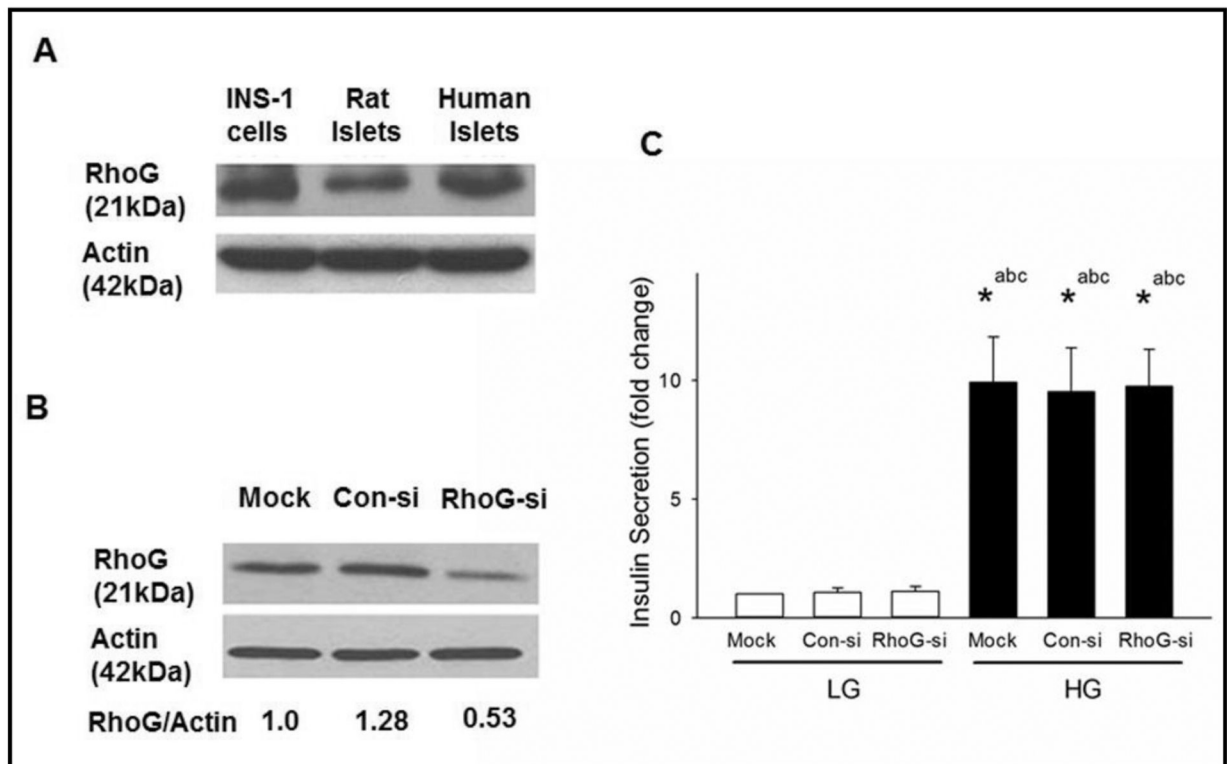 A
INS-1 cells
Rat Islets
Human Islets
RhoG
(21kDa)
Actin
(42kDa)
B
Mock Con-si RhoG-si
RhoG
(21kDa)
Actin
(42kDa)
RhoG/Actin 1.0 1.28 0.53
C
Insulin Secretion (fold change)
10
5
0
*abc *abc *abc
Mock Con-si RhoG-si Mock Con-si RhoG-si
LG HG